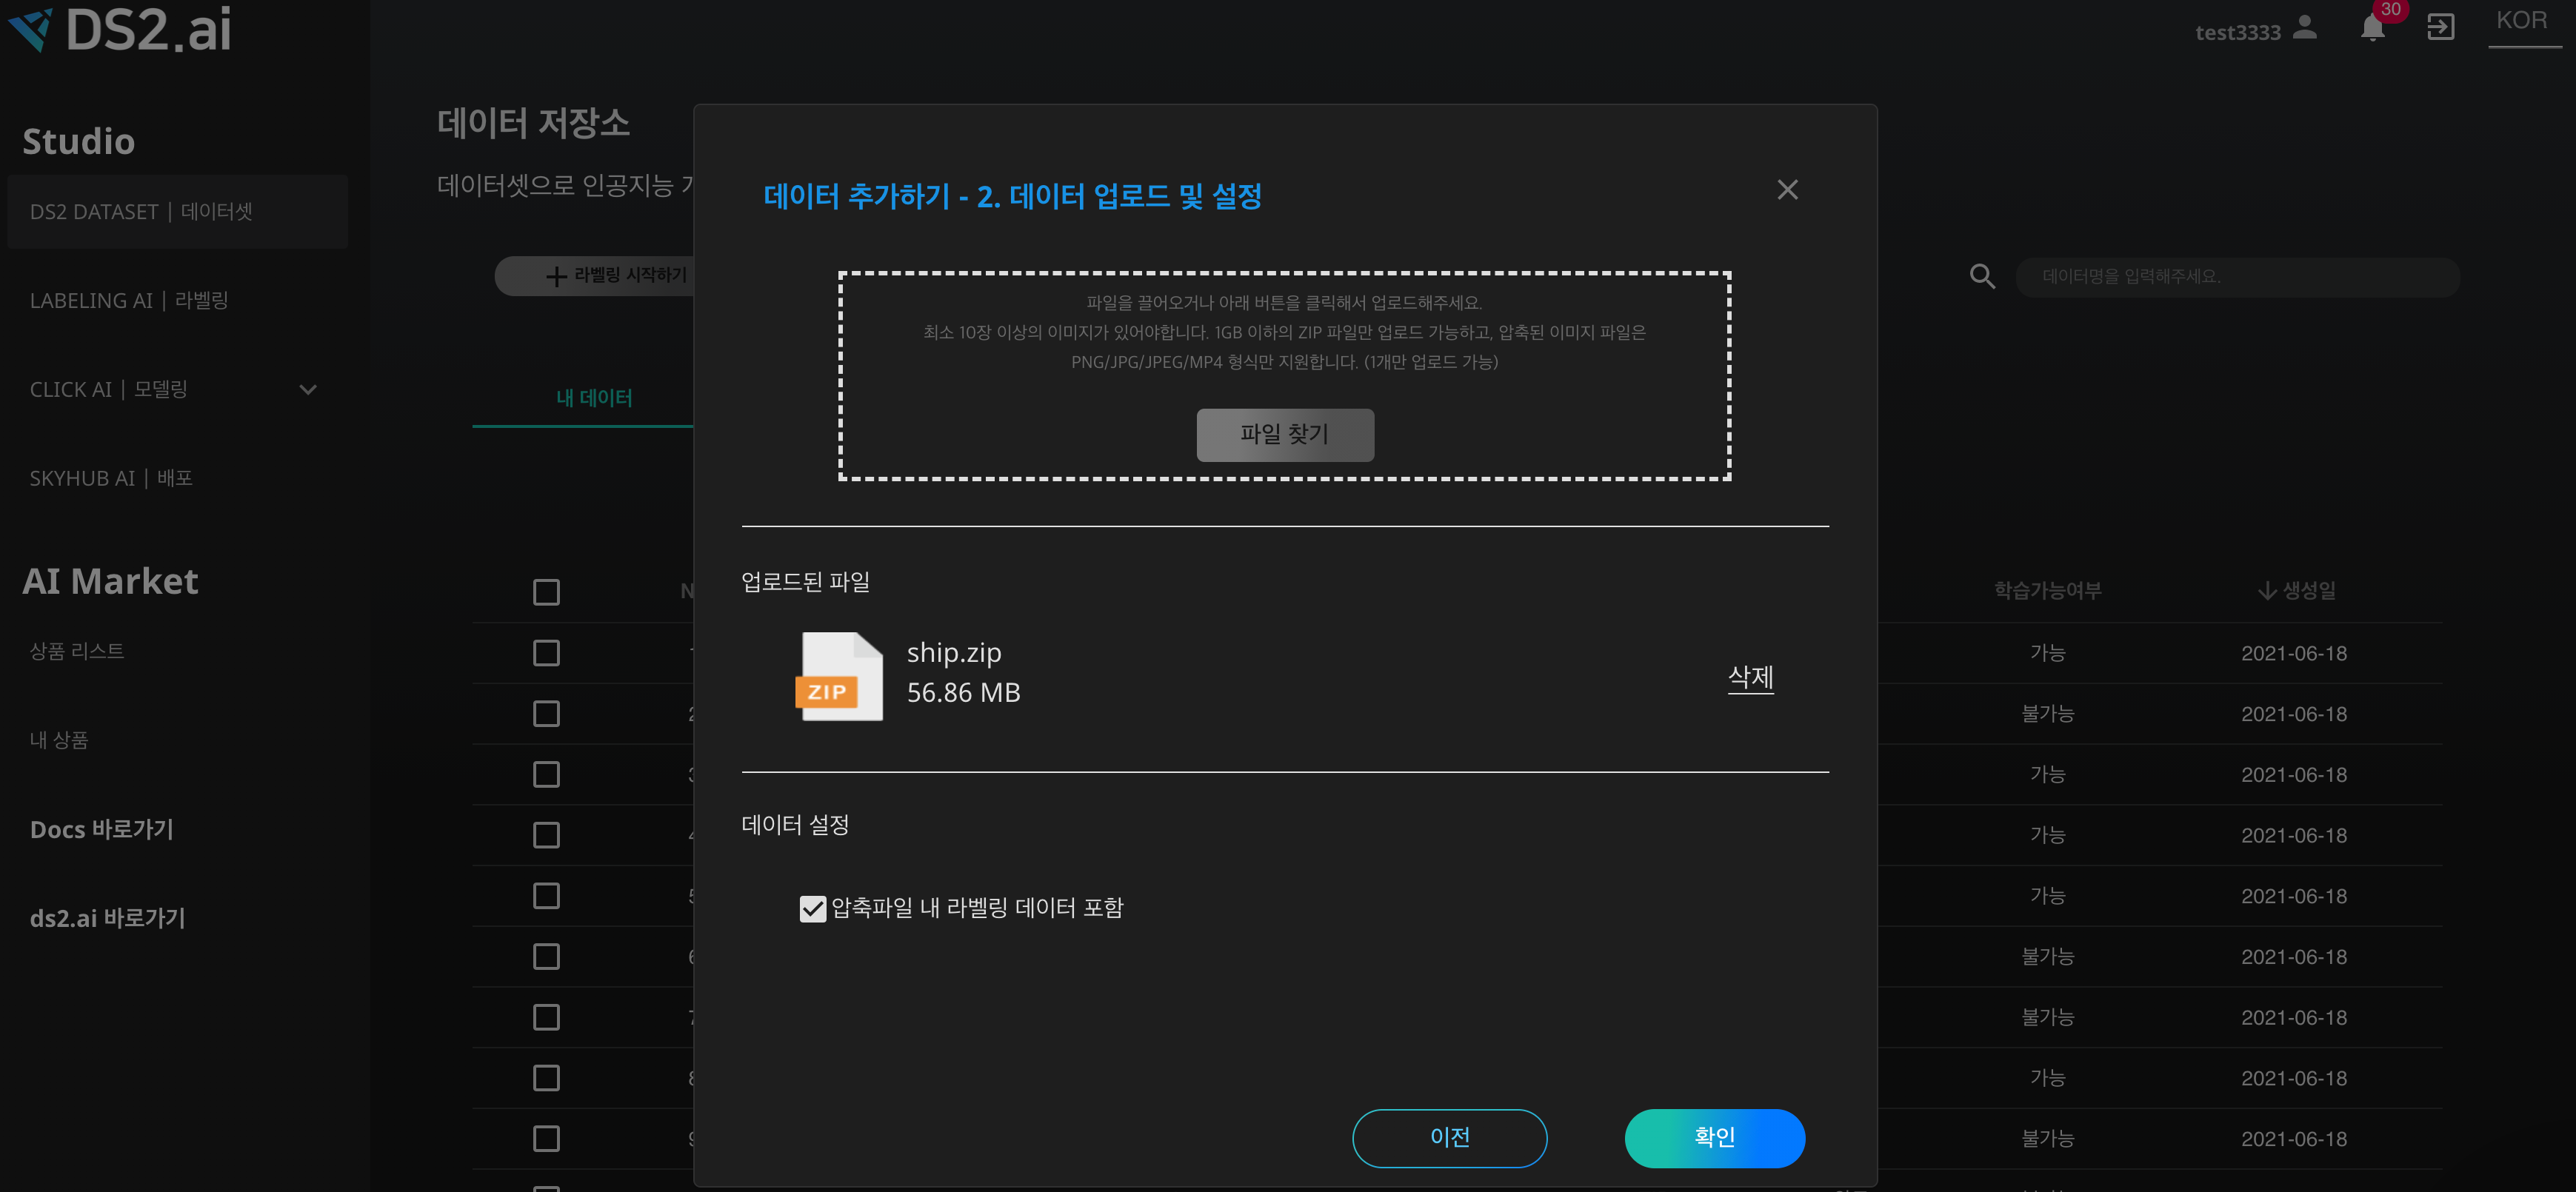 DS2.ai
test3333
30
KOR
Studio
DS2 DATASET | 데이터셋
LABELING AI | 라벨링
CLICK AI | 모델링
SKYHUB AI | 배포
AI Market
상품 리스트
내 상품
Docs 바로가기
ds2.ai 바로가기
데이터 저장소
데이터셋으로 인공지능
라벨링 시작하기
데이터명을 입력해주세요.
내 데이터
데이터 추가하기 - 2. 데이터 업로드 및 설정
파일을 끌어오거나 아래 버튼을 클릭해서 업로드해주세요.
최소 10장 이상의 이미지가 있어야합니다. 1GB 이하의 ZIP 파일만 업로드 가능하고, 압축된 이미지 파일은
PNG/JPG/JPEG/MP4 형식만 지원합니다. (1개만 업로드 가능)
파일 찾기
업로드된 파일
ZIP
ship.zip
56.86 MB
삭제
데이터 설정
압축파일 내 라벨링 데이터 포함
이전
확인
학습가능여부 생성일
가능 2021-06-18
불가능 2021-06-18
가능 2021-06-18
가능 2021-06-18
가능 2021-06-18
불가능 2021-06-18
불가능 2021-06-18
가능 2021-06-18
불가능 2021-06-18